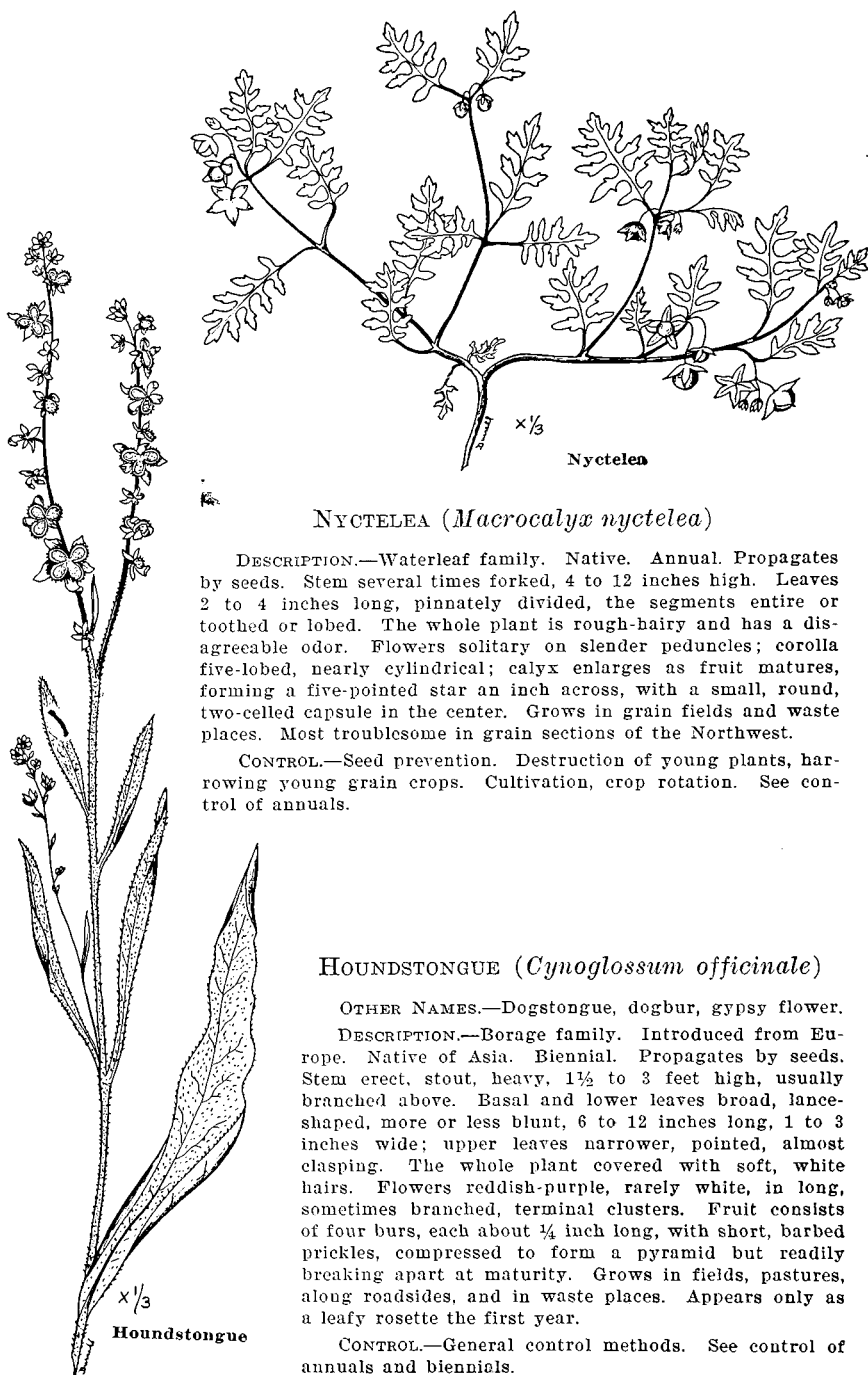 ×1/3
Nyctelea
NYCTELEA (Macrocalyx nyctelea)
DESCRIPTION.—Waterleaf family. Native. Annual. Propagates
by seeds. Stem several times forked, 4 to 12 inches high. Leaves
2 to 4 inches long, pinnately divided, the segments entire or
toothed or lobed. The whole plant is rough-hairy and has a dis-
agreeable odor. Flowers solitary on slender peduncles; corolla
five-lobed, nearly cylindrical; calyx enlarges as fruit matures,
forming a five-pointed star an inch across, with a small, round,
two-celled capsule in the center. Grows in grain fields and waste
places. Most troublesome in grain sections of the Northwest.
CONTROL.—Seed prevention. Destruction of young plants, har-
rowing young grain crops. Cultivation, crop rotation. See con-
trol of annuals.
HOUNDSTONGUE (Cynoglossum officinale)
OTHER NAMES.—Dogstongue, dogbur, gypsy flower.
DESCRIPTION.—Borage family. Introduced from Eu-
rope. Native of Asia. Biennial. Propagates by seeds.
Stem erect, stout, heavy, 1½ to 3 feet high, usually
branched above. Basal and lower leaves broad, lance-
shaped, more or less blunt, 6 to 12 inches long, 1 to 3
inches wide; upper leaves narrower, pointed, almost
clasping. The whole plant covered with soft, white
hairs. Flowers reddish-purple, rarely white, in long,
sometimes branched, terminal clusters. Fruit consists
of four burs, each about ¼ inch long, with short, barbed
prickles, compressed to form a pyramid but readily
breaking apart at maturity. Grows in fields, pastures,
along roadsides, and in waste places. Appears only as
a leafy rosette the first year.
CONTROL.—General control methods. See control of
annuals and biennials.
×1/3
Houndstongue